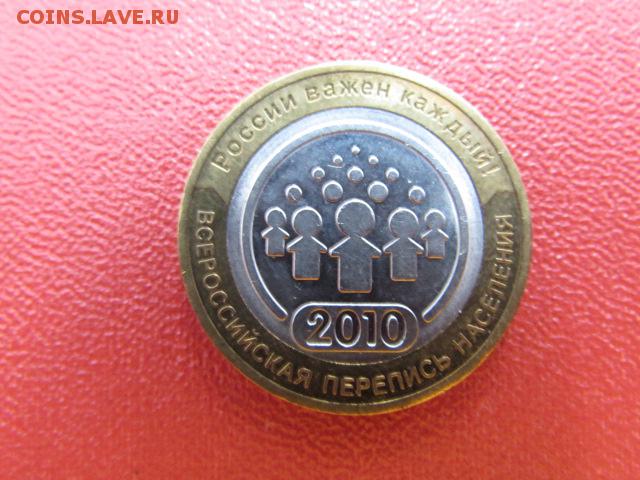 COINS.LAVE.RU
России важен каждый!
2010
ВСЕРОССИЙСКАЯ ПЕРЕПИСЬ НАСЕЛЕНИЯ